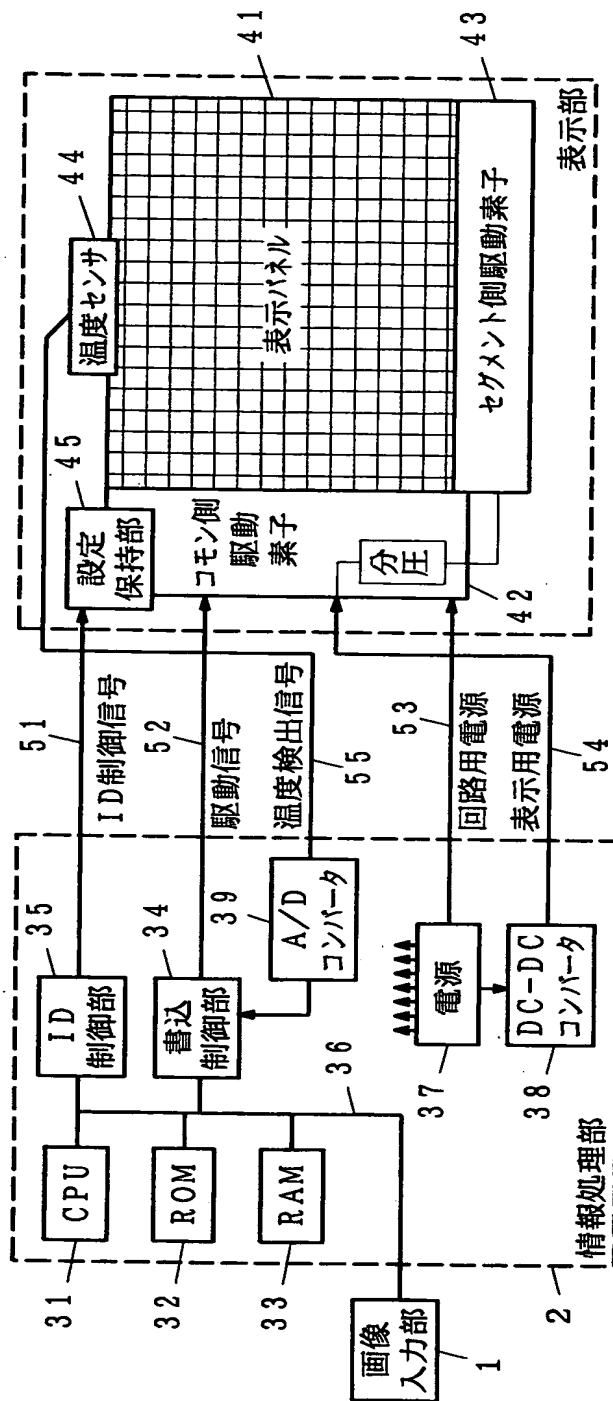 画像
入力部
1
2
情報処理部
CPU
31
ROM
32
RAM
33
ID
制御部
35
書込
制御部
34
36
A/D
コンバータ
39
電源
37
DC-DC
コンバータ
38
51
ID制御信号
52
駆動信号
温度検出信号
55
53
回路用電源
表示用電源
54
設定
保持部
45
温度センサ
44
コモン側
駆動
素子
分
圧
42
表示パネル
41
セグメント側駆動素子
43
表示部